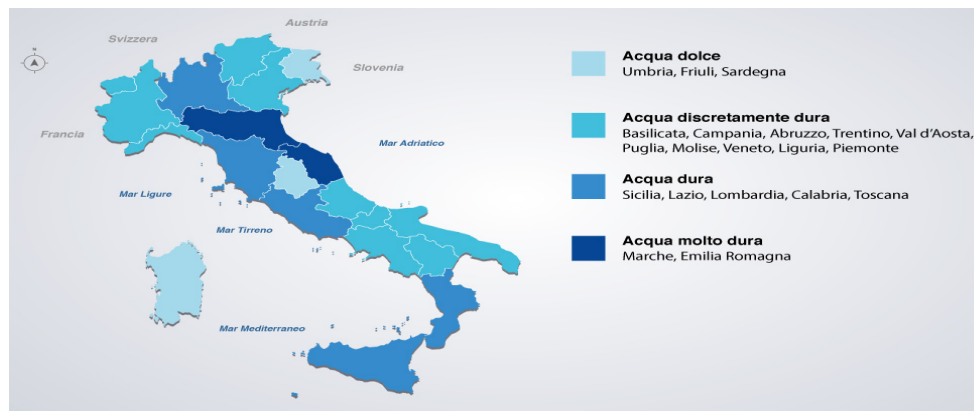 Austria
Svizzera
Slovenia
N
Francia
Mar Adriatico
Mar Ligure
Mar Tirreno
Mar Mediterraneo
Acqua dolce
Umbria, Friuli, Sardegna
Acqua discretamente dura
Basilicata, Campania, Abruzzo, Trentino, Val d'Aosta,
Puglia, Molise, Veneto, Liguria, Piemonte
Acqua dura
Sicilia, Lazio, Lombardia, Calabria, Toscana
Acqua molto dura
Marche, Emilia Romagna